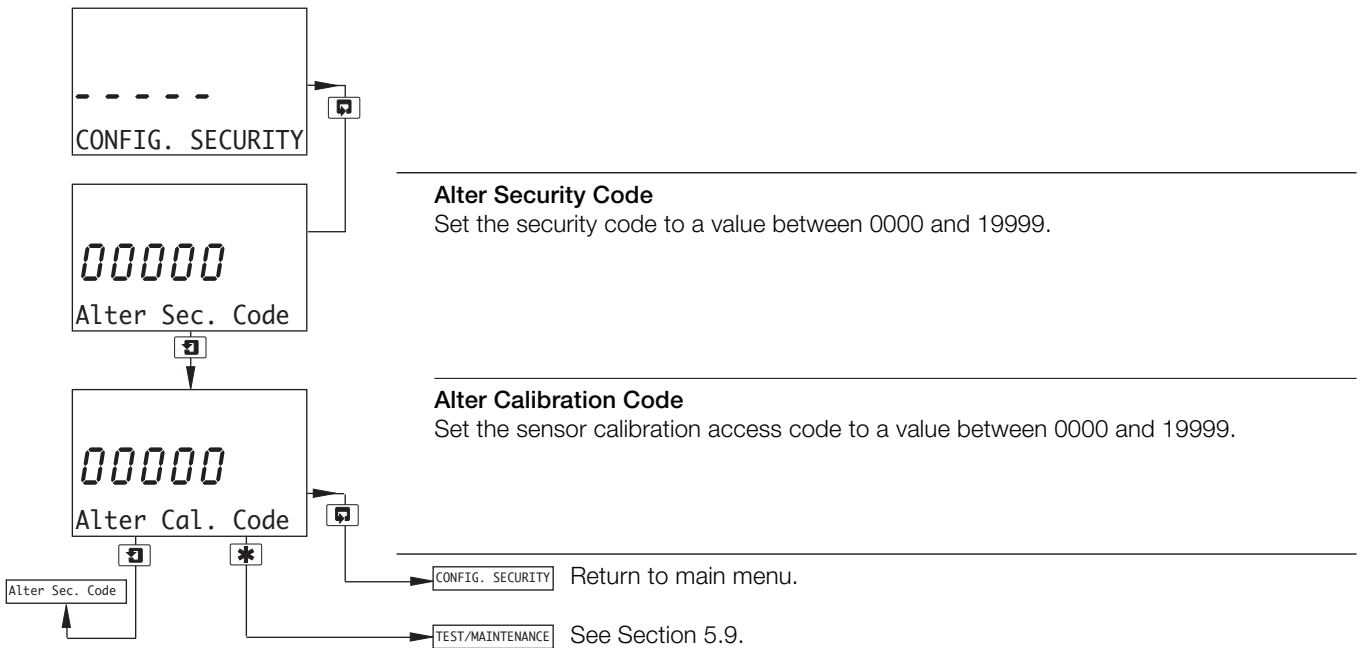 - - - - -
CONFIG. SECURITY
Alter Security Code
Set the security code to a value between 0000 and 19999.
00000
Alter Sec. Code
Alter Calibration Code
Set the sensor calibration access code to a value between 0000 and 19999.
00000
Alter Cal. Code
Alter Sec. Code
CONFIG. SECURITY Return to main menu.
TEST/MAINTENANCE See Section 5.9.